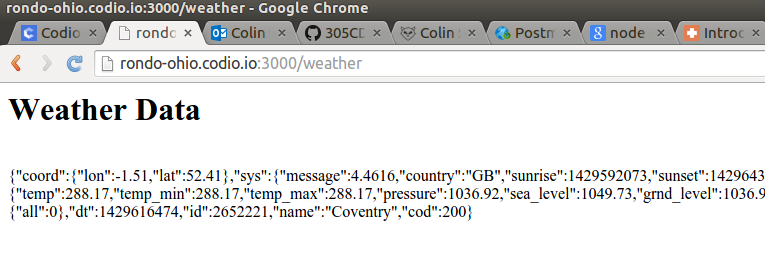 rondo-ohio.codio.io:3000/weather - Google Chrome
Codio rondo Colin 305CD Colin Postm node Introd
rondo-ohio.codio.io:3000/weather
Weather Data
{"coord":{"lon":-1.51,"lat":52.41},"sys":{"message":4.4616,"country":"GB","sunrise":1429592073,"sunset":1429643
{"temp":288.17,"temp_min":288.17,"temp_max":288.17,"pressure":1036.92,"sea_level":1049.73,"grnd_level":1036.9
{"all":0},"dt":1429616474,"id":2652221,"name":"Coventry","cod":200}